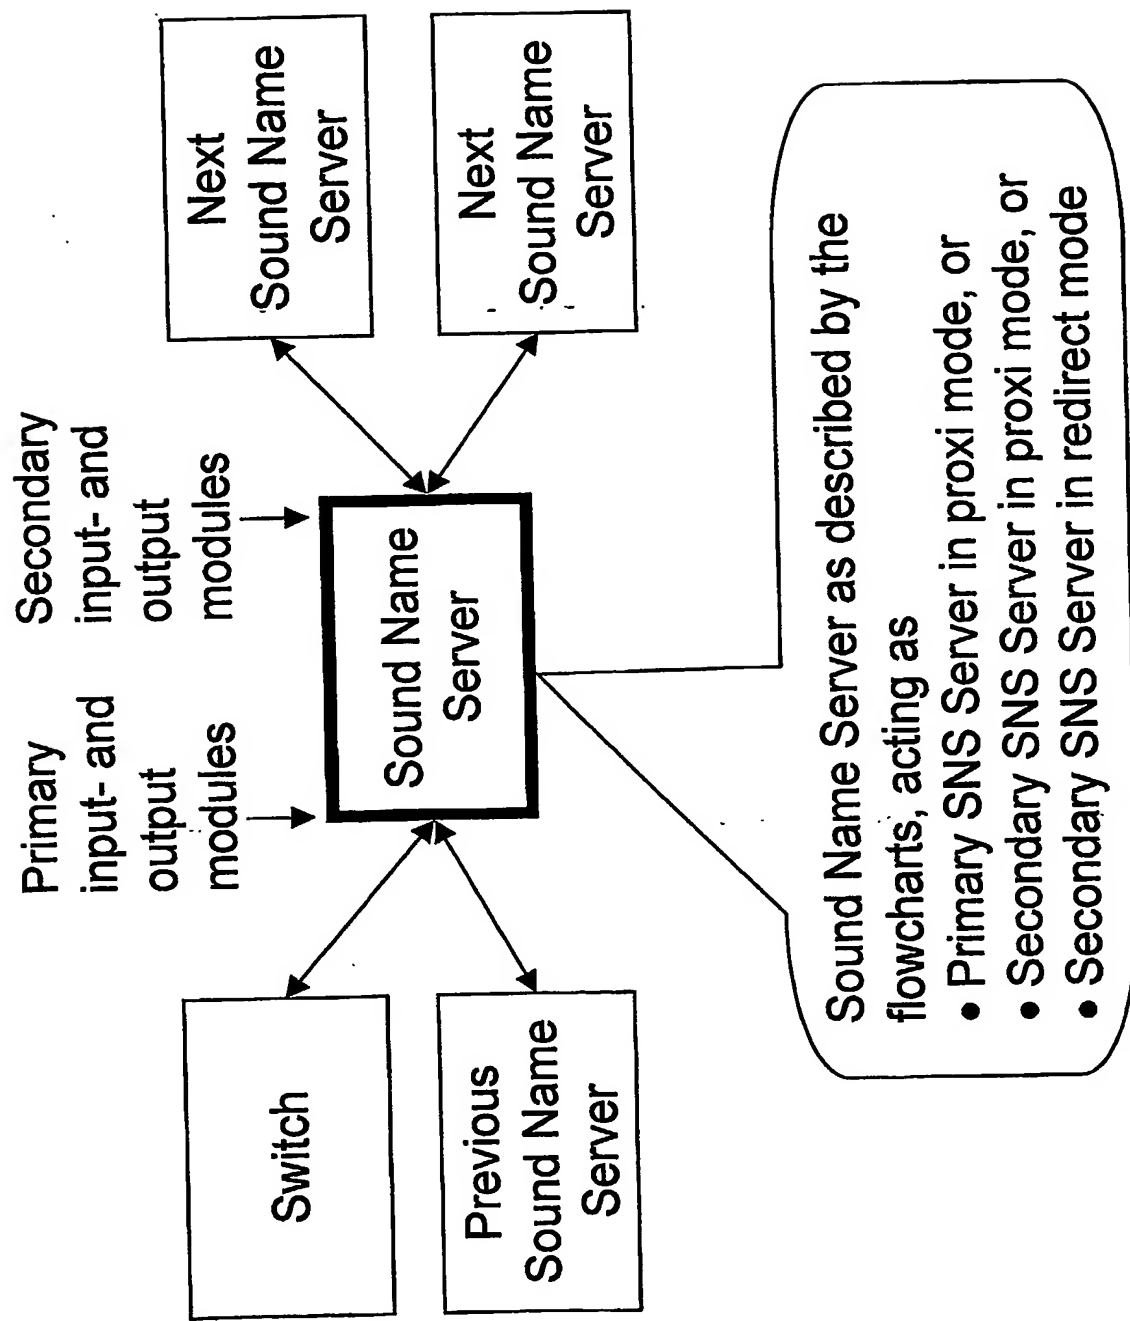 Primary
input- and
output
modules
Secondary
input- and
output
modules
Switch
Previous
Sound Name
Server
Sound Name
Server
Next
Sound Name
Server
Next
Sound Name
Server
Sound Name Server as described by the
flowcharts, acting as
• Primary SNS Server in proxi mode, or
• Secondary SNS Server in proxi mode, or
• Secondary SNS Server in redirect mode